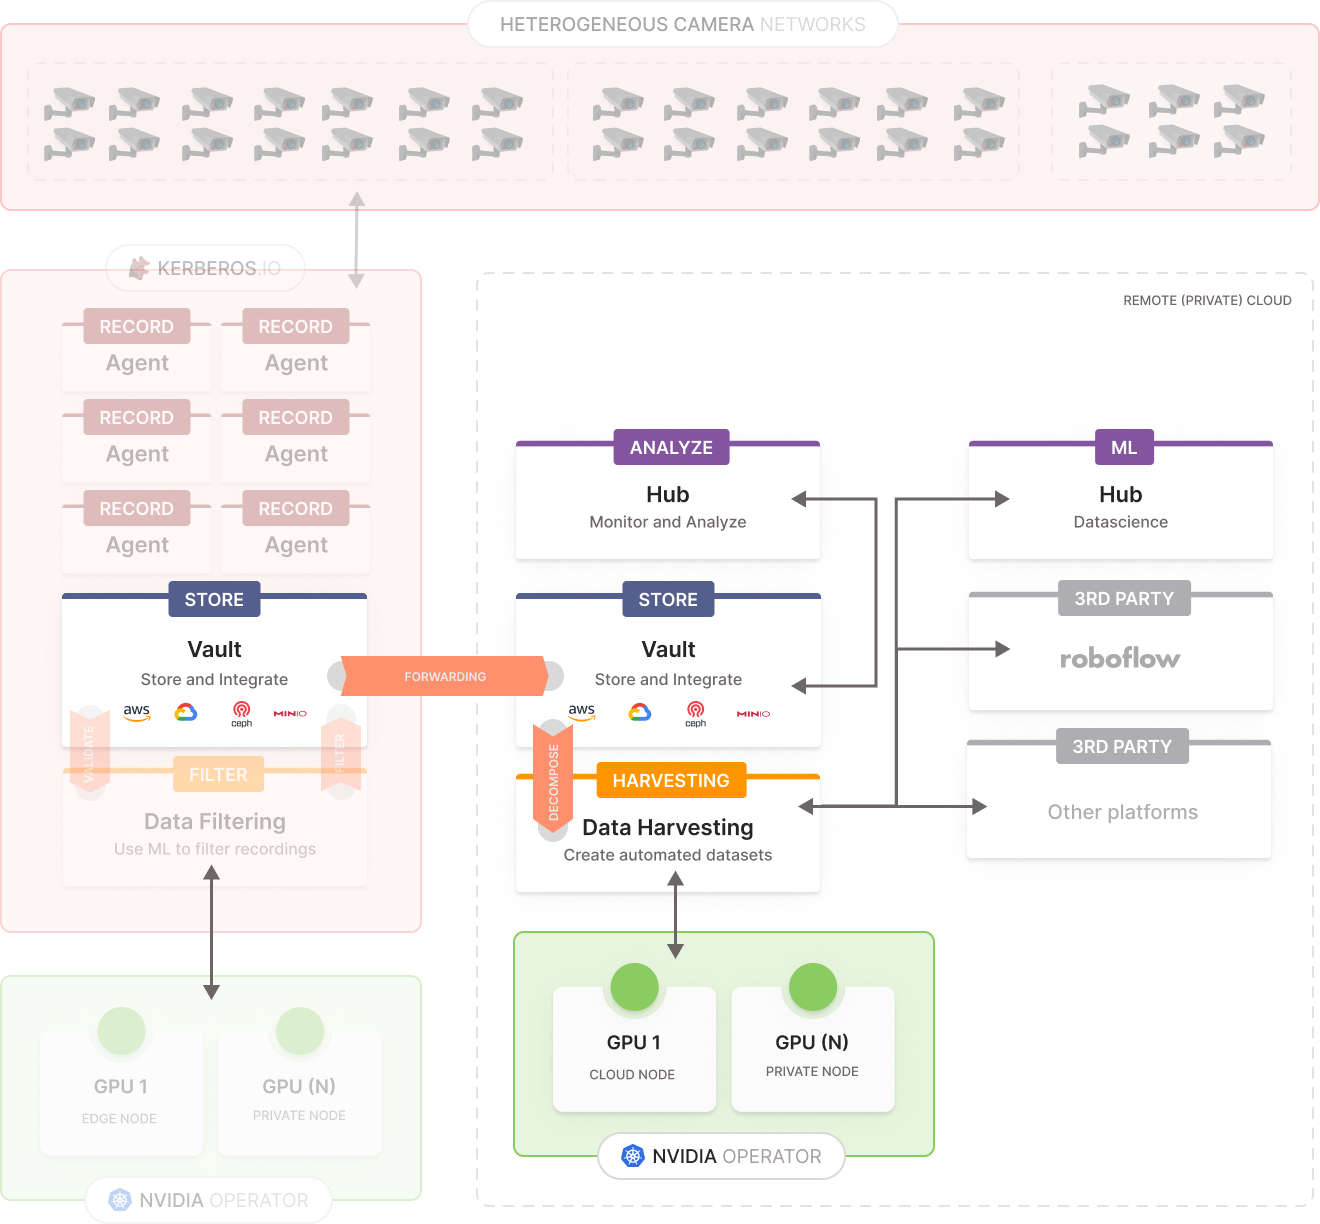 HETEROGENEOUS CAMERA NETWORKS
KERBEROS.IO
RECORD
Agent
RECORD
Agent
RECORD
Agent
RECORD
Agent
RECORD
Agent
RECORD
Agent
STORE
Vault
Store and Integrate
aws
ceph
MINIO
VALIDATE
FILTER
FILTER
Data Filtering
Use ML to filter recordings
GPU 1
EDGE NODE
GPU (N)
PRIVATE NODE
NVIDIA OPERATOR
FORWARDING
REMOTE (PRIVATE) CLOUD
ANALYZE
Hub
Monitor and Analyze
STORE
Vault
Store and Integrate
aws
ceph
MINIO
DECOMPOSE
HARVESTING
Data Harvesting
Create automated datasets
ML
Hub
Datascience
3RD PARTY
roboflow
3RD PARTY
Other platforms
GPU 1
CLOUD NODE
GPU (N)
PRIVATE NODE
NVIDIA OPERATOR